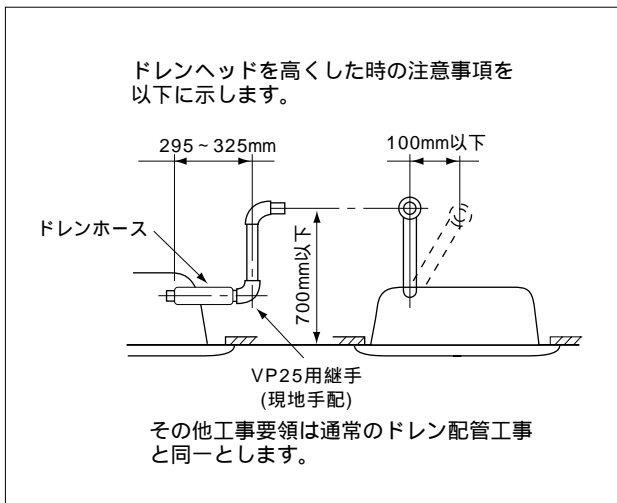 ドレンヘッドを高くした時の注意事項を
以下に示します。
295~325mm
100mm以下
ドレンホース
700mm以下
VP25用継手
(現地手配)
その他工事要領は通常のドレン配管工事
と同一とします。